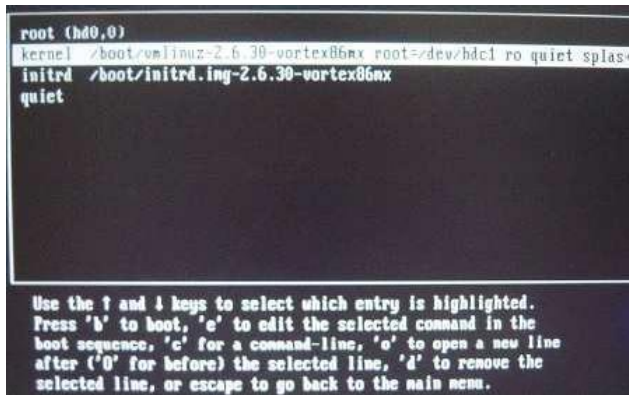 root (hd0,0)
kernel /boot/vmlinuz-2.6.30-vortex86mx root=/dev/hdc1 ro quiet splas→
initrd /boot/initrd.img-2.6.30-vortex86mx
quiet
Use the ↑ and ↓ keys to select which entry is highlighted.
Press 'b' to boot, 'e' to edit the selected command in the
boot sequence, 'c' for a command-line, 'o' to open a new line
after ('O' for before) the selected line, 'd' to remove the
selected line, or escape to go back to the main menu.